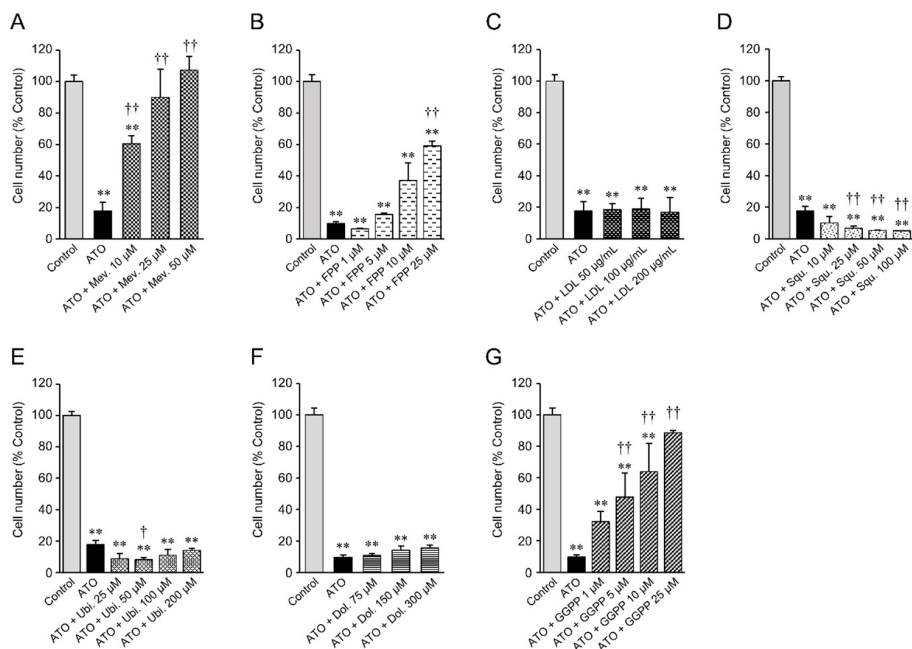 A
B
C
D
Cell number (% Control)
120
100
80
60
40
20
0
**
††
**
††
††
Control
ATO
ATO + Mev. 10 µM
ATO + Mev. 25 µM
ATO + Mev. 50 µM
Cell number (% Control)
120
100
80
60
40
20
0
**
**
**
**
††
**
Control
ATO
ATO + FPP 1 µM
ATO + FPP 5 µM
ATO + FPP 10 µM
ATO + FPP 25 µM
Cell number (% Control)
120
100
80
60
40
20
0
**
**
**
**
Control
ATO
ATO + LDL 50 µg/mL
ATO + LDL 100 µg/mL
ATO + LDL 200 µg/mL
Cell number (% Control)
120
100
80
60
40
20
0
**
**
††
**
††
**
††
**
Control
ATO
ATO + Squ. 10 µM
ATO + Squ. 25 µM
ATO + Squ. 50 µM
ATO + Squ. 100 µM
E
F
G
Cell number (% Control)
120
100
80
60
40
20
0
**
**
†
**
**
**
Control
ATO
ATO + Ubi. 25 µM
ATO + Ubi. 50 µM
ATO + Ubi. 100 µM
ATO + Ubi. 200 µM
Cell number (% Control)
120
100
80
60
40
20
0
**
**
**
**
Control
ATO
ATO + Dol. 75 µM
ATO + Dol. 150 µM
ATO + Dol. 300 µM
Cell number (% Control)
120
100
80
60
40
20
0
**
**
††
**
††
**
††
Control
ATO
ATO + GGPP 1 µM
ATO + GGPP 5 µM
ATO + GGPP 10 µM
ATO + GGPP 25 µM